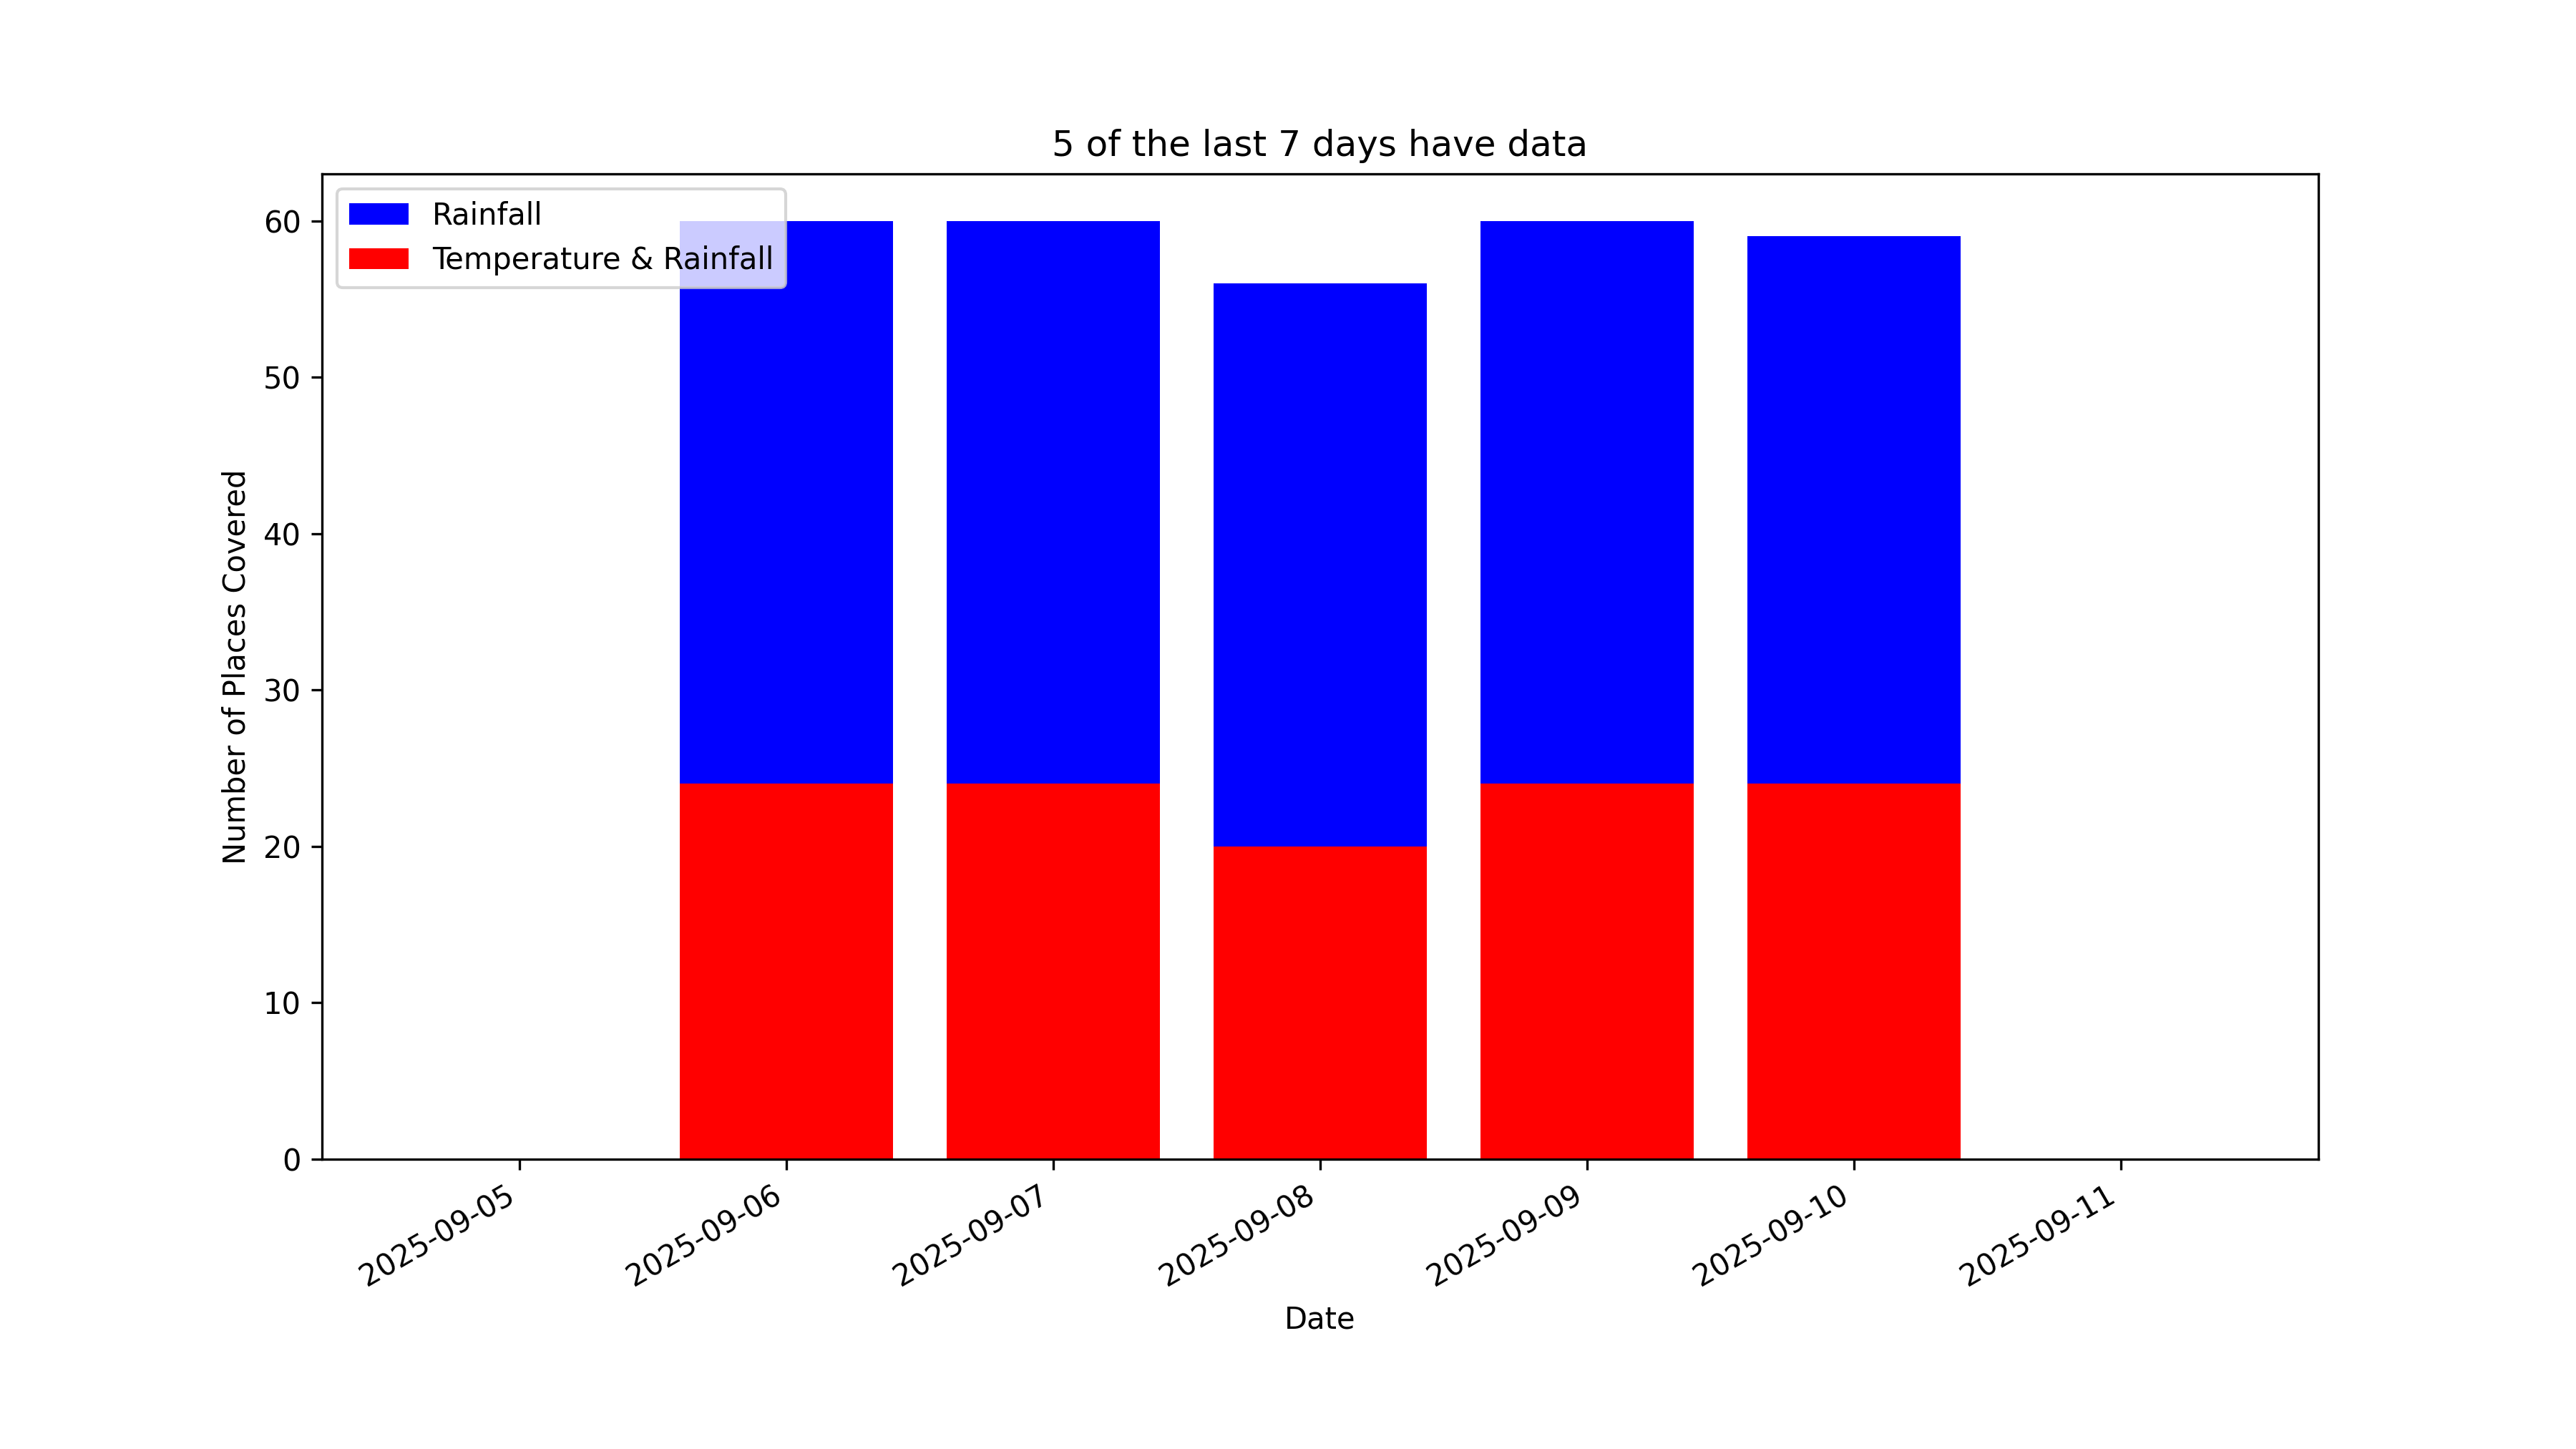 5 of the last 7 days have data
Rainfall
Temperature & Rainfall
Number of Places Covered
60
50
40
30
20
10
0
2025-09-05
2025-09-06
2025-09-07
2025-09-08
2025-09-09
2025-09-10
2025-09-11
Date